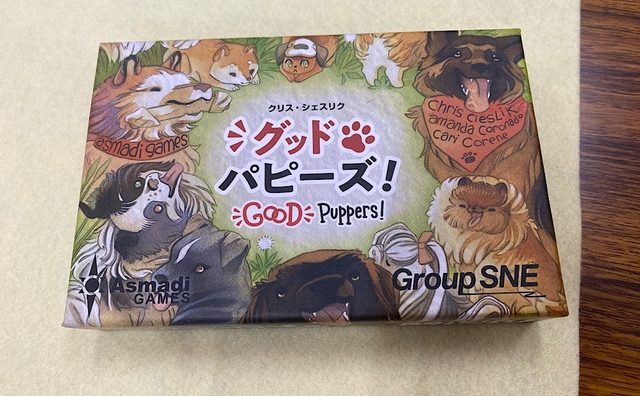 クリス・シェスリク
グッド
パピーズ!
GOOD Puppers!
asmadi games
Chris Cieslik
amanda Coronado
Cari Corene
Asmadi
GAMES
Group SNE